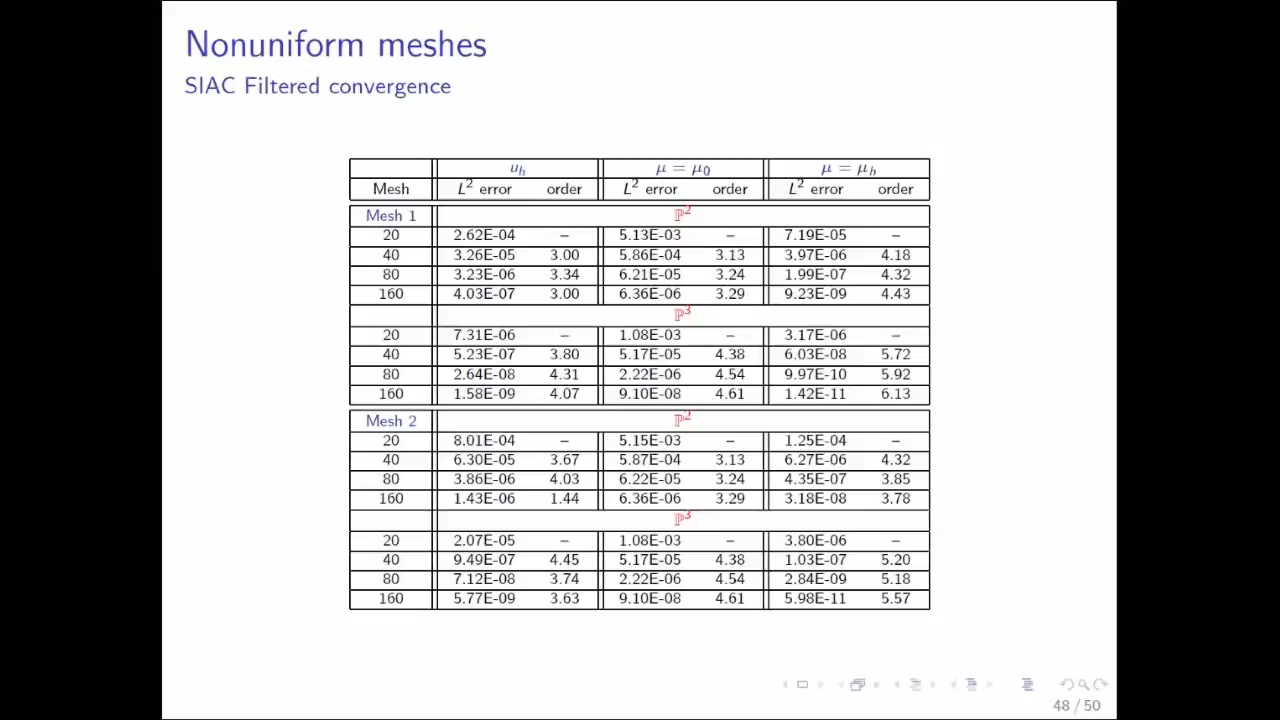 Nonuniform meshes
SIAC Filtered convergence
u_h μ = μ_0 μ = μ_h
Mesh L^2 error order L^2 error order L^2 error order
Mesh 1 ℙ^2
20 2.62E-04 – 5.13E-03 – 7.19E-05 –
40 3.26E-05 3.00 5.86E-04 3.13 3.97E-06 4.18
80 3.23E-06 3.34 6.21E-05 3.24 1.99E-07 4.32
160 4.03E-07 3.00 6.36E-06 3.29 9.23E-09 4.43
ℙ^3
20 7.31E-06 – 1.08E-03 – 3.17E-06 –
40 5.23E-07 3.80 5.17E-05 4.38 6.03E-08 5.72
80 2.64E-08 4.31 2.22E-06 4.54 9.97E-10 5.92
160 1.58E-09 4.07 9.10E-08 4.61 1.42E-11 6.13
Mesh 2 ℙ^2
20 8.01E-04 – 5.15E-03 – 1.25E-04 –
40 6.30E-05 3.67 5.87E-04 3.13 6.27E-06 4.32
80 3.86E-06 4.03 6.22E-05 3.24 4.35E-07 3.85
160 1.43E-06 1.44 6.36E-06 3.29 3.18E-08 3.78
ℙ^3
20 2.07E-05 – 1.08E-03 – 3.80E-06 –
40 9.49E-07 4.45 5.17E-05 4.38 1.03E-07 5.20
80 7.12E-08 3.74 2.22E-06 4.54 2.84E-09 5.18
160 5.77E-09 3.63 9.10E-08 4.61 5.98E-11 5.57
48 / 50